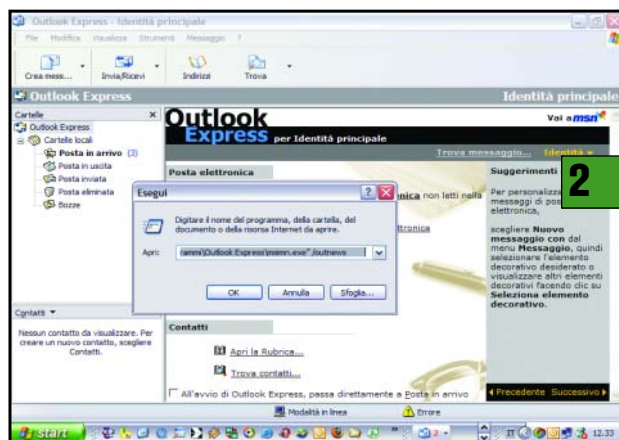 Outlook Express - Identità principale
File Modifica Visualizza Strumenti Messaggio ?
Crea mess... Invia/Ricevi Indirizzi Trova
Outlook Express Identità principale
Cartelle x
Outlook Express
Cartelle locali
Posta in arrivo (2)
Posta in uscita
Posta inviata
Posta eliminata
Bozze
Contatti
Nessun contatto da visualizzare. Per
creare un nuovo contatto, scegliere
Contatti.
Outlook
Express per Identità principale
Vai a msn
Trova messaggio... Identità
Posta elettronica
onica non letti nella
ttronica
Contatti
Apri la Rubrica...
Trova contatti...
All'avvio di Outlook Express, passa direttamente a Posta in arrivo
Suggerimenti
2
Per personalizza
messaggi di pos
elettronica,
scegliere Nuovo
messaggio con dal
menu Messaggio, quindi
selezionare l'elemento
decorativo desiderato o
visualizzare altri elementi
decorativi facendo clic su
Seleziona elemento
decorativo.
Precedente Successivo
Esegui
Digitare il nome del programma, della cartella, del
documento o della risorsa Internet da aprire.
Apri: rammi\Outlook Express\msimn.exe" /outnews
OK Annulla Sfoglia...
Modalità in linea Errore
start 2 IT 12.33